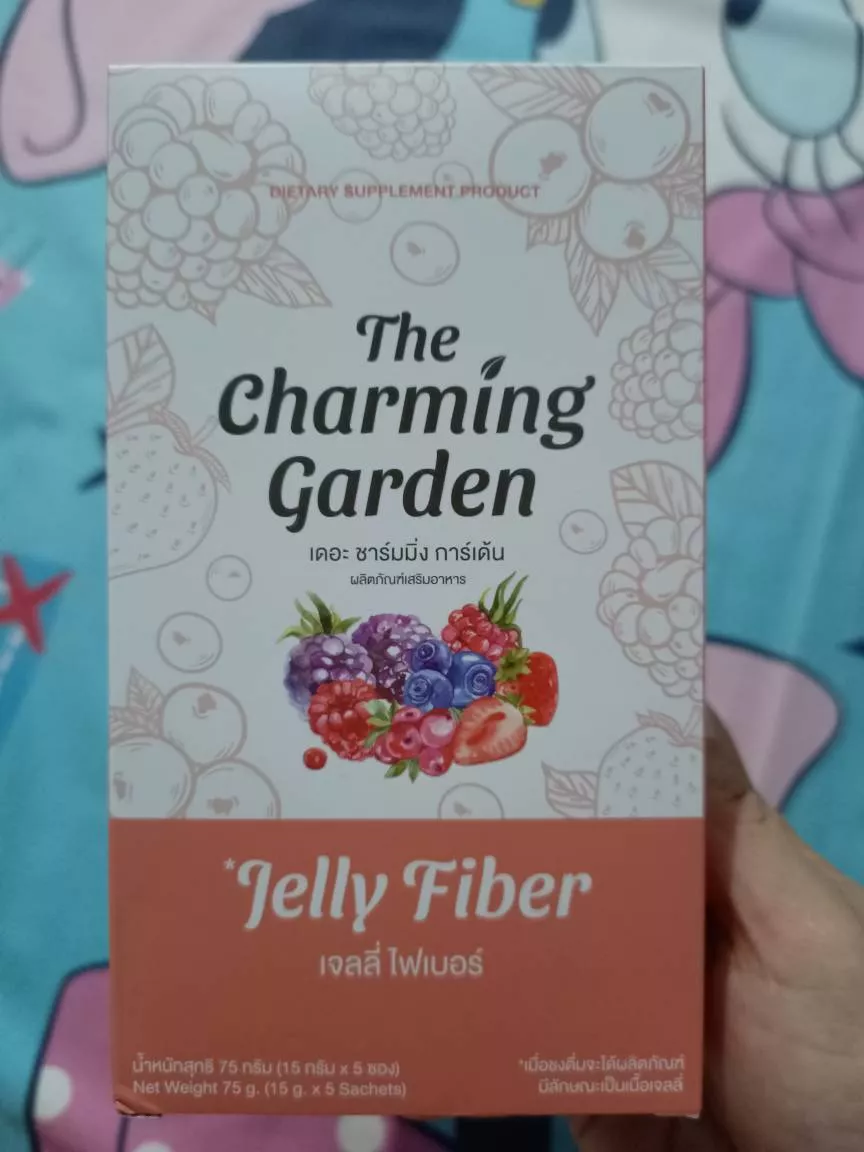 DIETARY SUPPLEMENT PRODUCT
The
Charming
Garden
เดอะ ชาร์มมิ่ง การ์เด้น
ผลิตภัณฑ์เสริมอาหาร
*Jelly Fiber
เจลลี่ ไฟเบอร์
น้ำหนักสุทธิ 75 กรัม (15 กรัม x 5 ซอง)
Net Weight 75 g. (15 g. x 5 Sachets)
*เมื่อชงดื่มจะได้ผลิตภัณฑ์
มีลักษณะเป็นเนื้อเจลลี่